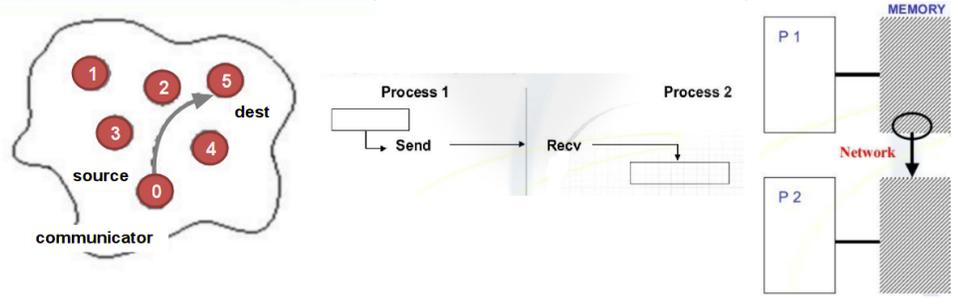 1
2
5
dest
3
4
source
0
communicator
Process 1
Process 2
Send
Recv
MEMORY
P 1
Network
P 2